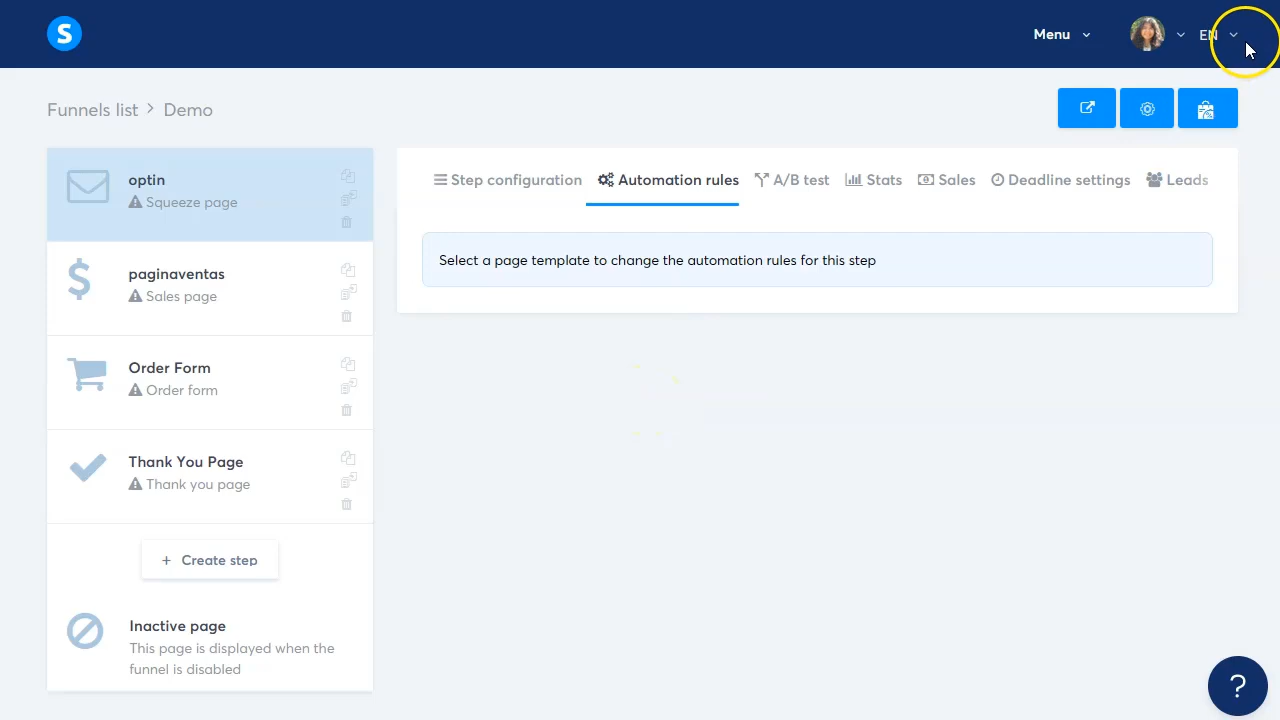 S
Menu
EN
Funnels list > Demo
optin
Squeeze page
paginaventas
Sales page
Order Form
Order form
Thank You Page
Thank you page
+ Create step
Inactive page
This page is displayed when the
funnel is disabled
Step configuration
Automation rules
A/B test
Stats
Sales
Deadline settings
Leads
Select a page template to change the automation rules for this step
?